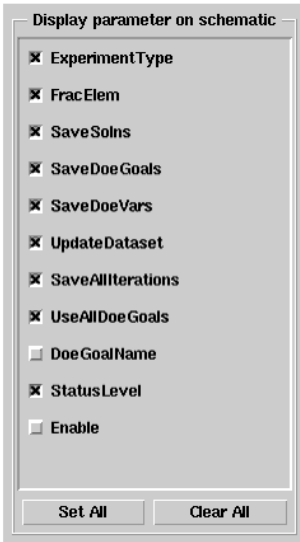 Display parameter on schematic
ExperimentType
FracElem
SaveSolns
SaveDoeGoals
SaveDoeVars
UpdateDataset
SaveAllIterations
UseAllDoeGoals
DoeGoalName
StatusLevel
Enable
Set All Clear All